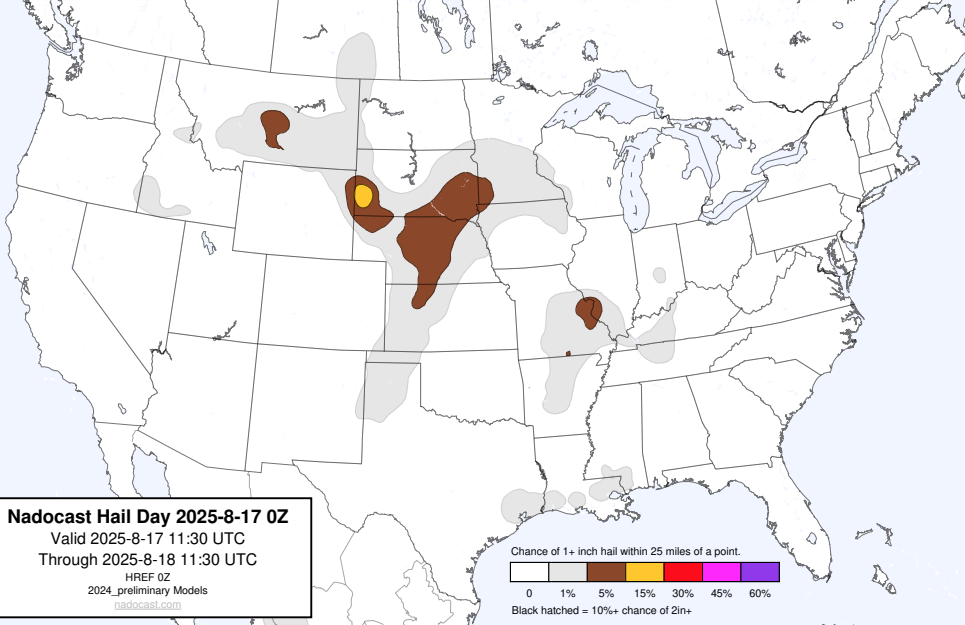 Nadocast Hail Day 2025-8-17 0Z
Valid 2025-8-17 11:30 UTC
Through 2025-8-18 11:30 UTC
HREF 0Z
2024_preliminary Models
nadocast.com
Chance of 1+ inch hail within 25 miles of a point.
0 1% 5% 15% 30% 45% 60%
Black hatched = 10%+ chance of 2in+